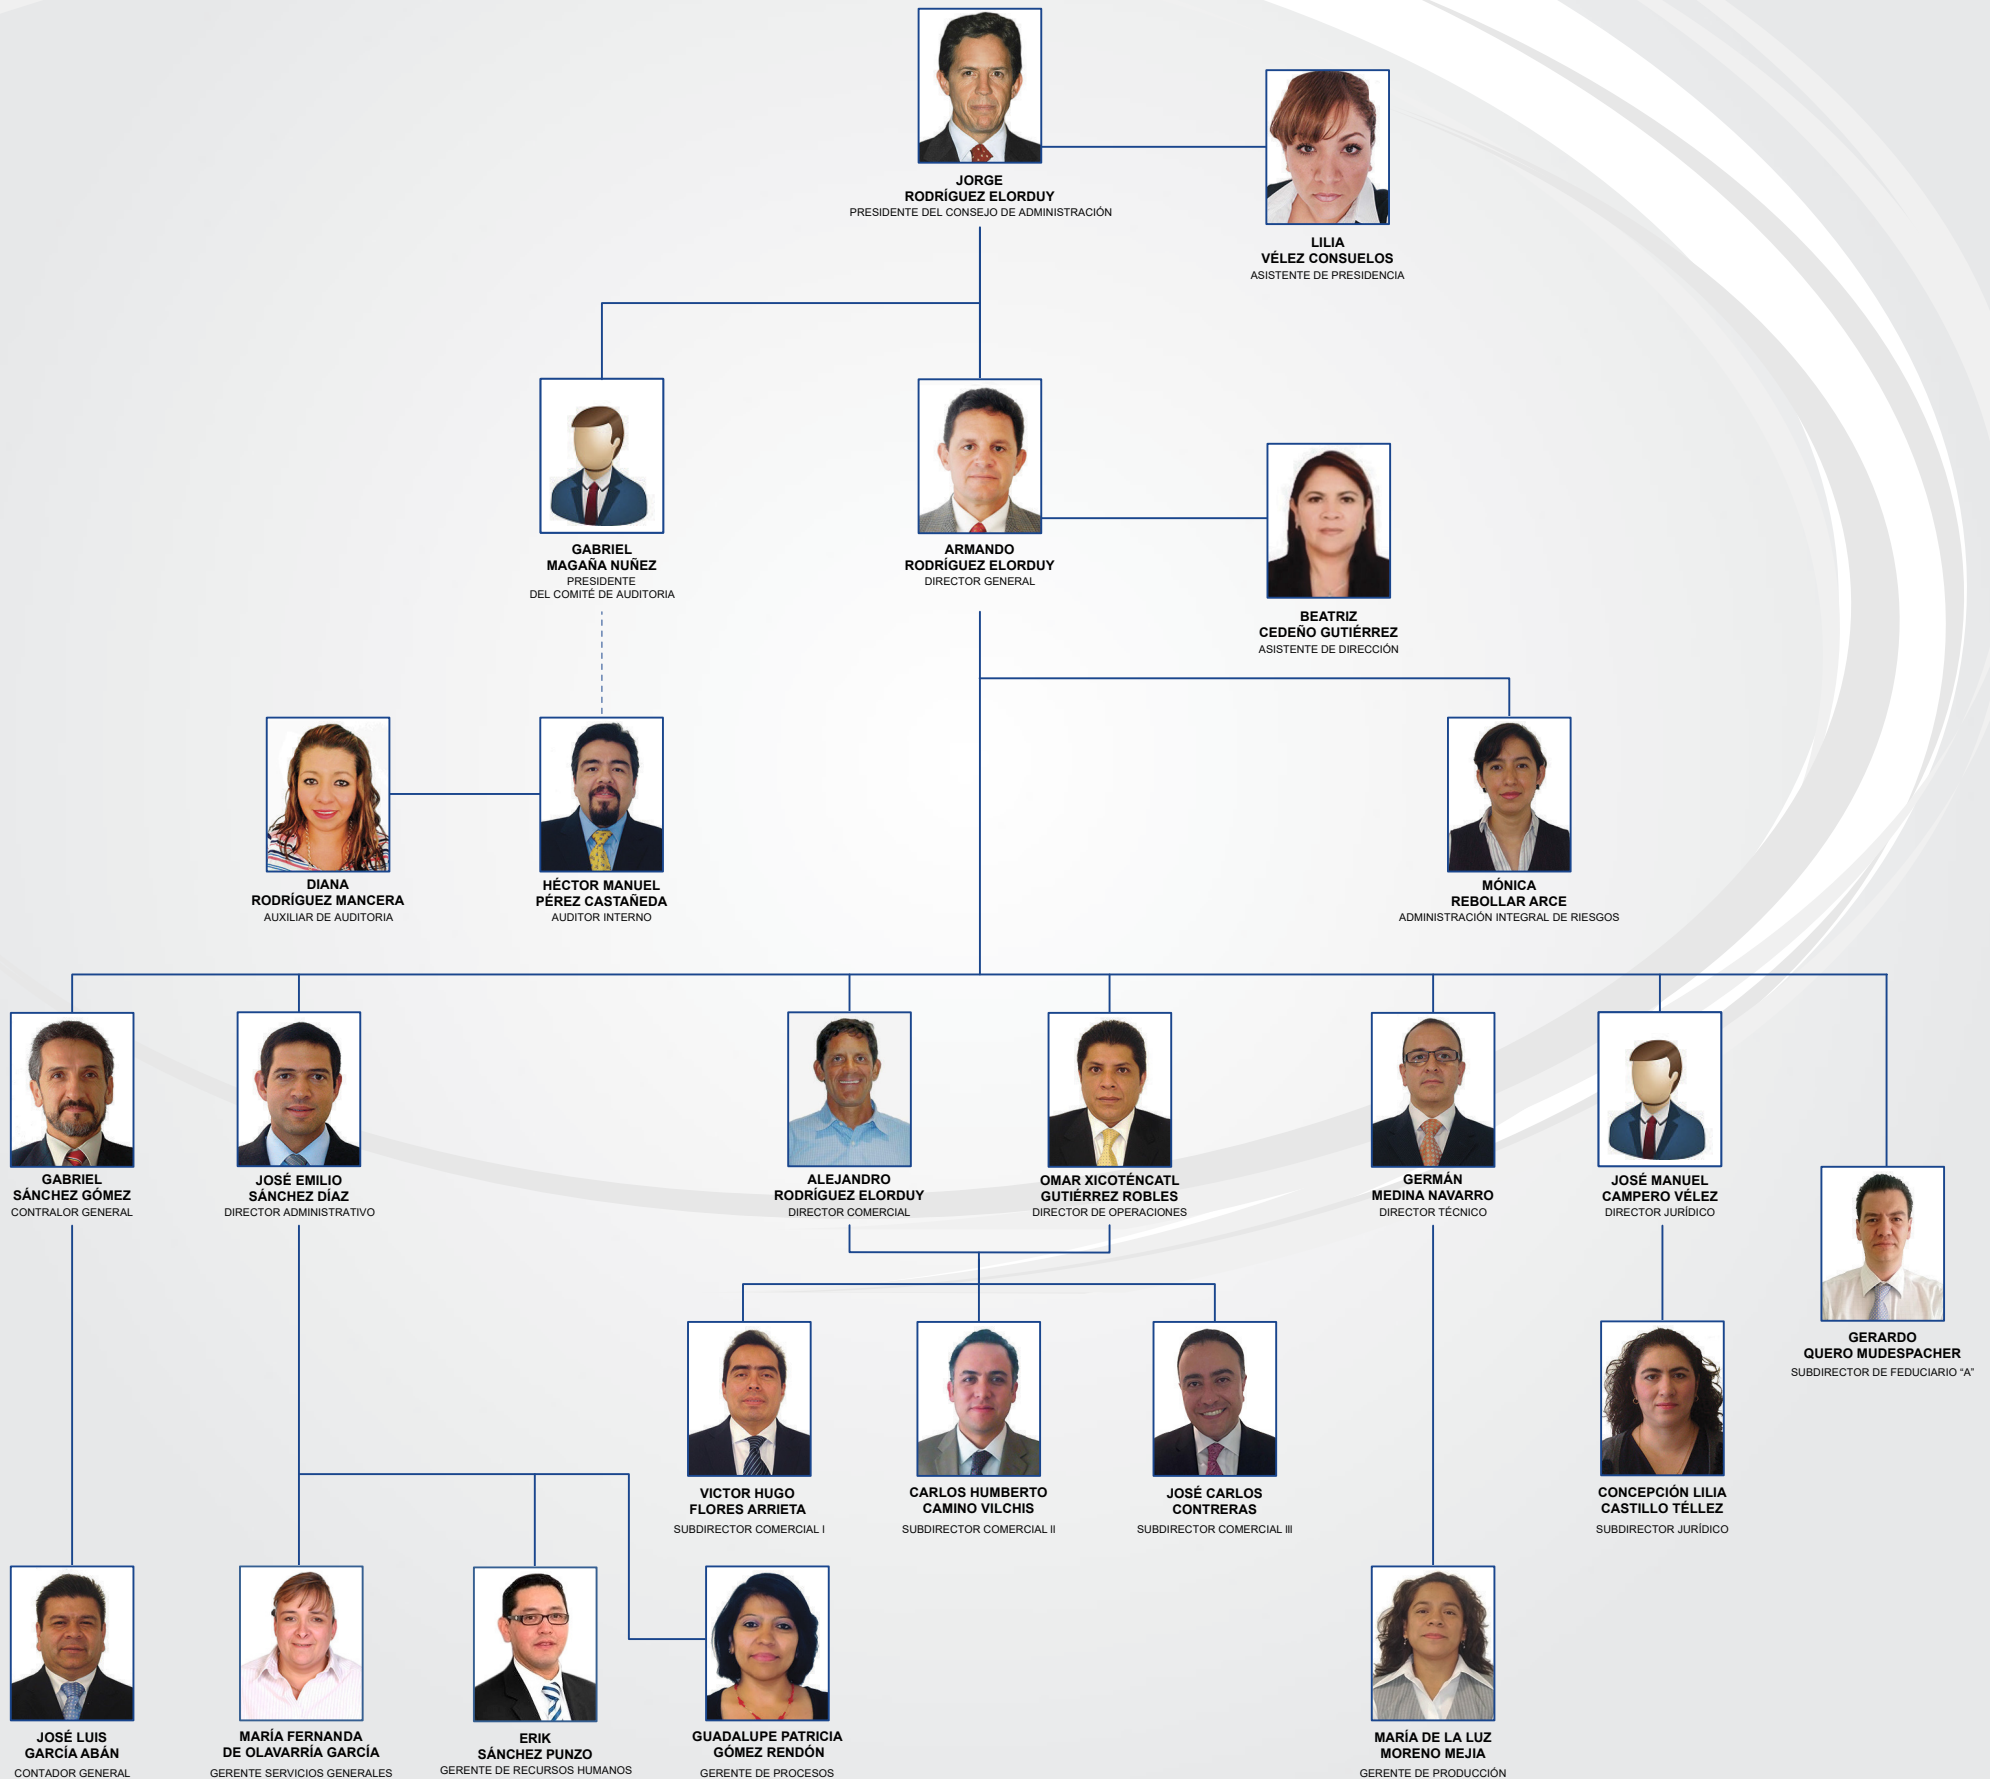 JORGE
RODRÍGUEZ ELORDUY
PRESIDENTE DEL CONSEJO DE ADMINISTRACIÓN
LILIA
VÉLEZ CONSUELOS
ASISTENTE DE PRESIDENCIA
GABRIEL
MAGAÑA NUÑEZ
PRESIDENTE
DEL COMITÉ DE AUDITORIA
ARMANDO
RODRÍGUEZ ELORDUY
DIRECTOR GENERAL
BEATRIZ
CEDEÑO GUTIÉRREZ
ASISTENTE DE DIRECCIÓN
DIANA
RODRÍGUEZ MANCERA
AUXILIAR DE AUDITORIA
HÉCTOR MANUEL
PÉREZ CASTAÑEDA
AUDITOR INTERNO
MÓNICA
REBOLLAR ARCE
ADMINISTRACIÓN INTEGRAL DE RIESGOS
GABRIEL
SÁNCHEZ GÓMEZ
CONTRALOR GENERAL
JOSÉ EMILIO
SÁNCHEZ DÍAZ
DIRECTOR ADMINISTRATIVO
ALEJANDRO
RODRÍGUEZ ELORDUY
DIRECTOR COMERCIAL
OMAR XICOTÉNCATL
GUTIÉRREZ ROBLES
DIRECTOR DE OPERACIONES
GERMÁN
MEDINA NAVARRO
DIRECTOR TÉCNICO
JOSÉ MANUEL
CAMPERO VÉLEZ
DIRECTOR JURÍDICO
GERARDO
QUERO MUDESPACHER
SUBDIRECTOR DE FEDUCIARIO “A”
VICTOR HUGO
FLORES ARRIETA
SUBDIRECTOR COMERCIAL I
CARLOS HUMBERTO
CAMINO VILCHIS
SUBDIRECTOR COMERCIAL II
JOSÉ CARLOS
CONTRERAS
SUBDIRECTOR COMERCIAL III
CONCEPCIÓN LILIA
CASTILLO TÉLLEZ
SUBDIRECTOR JURÍDICO
JOSÉ LUIS
GARCÍA ABÁN
CONTADOR GENERAL
MARÍA FERNANDA
DE OLAVARRÍA GARCÍA
GERENTE SERVICIOS GENERALES
ERIK
SÁNCHEZ PUNZO
GERENTE DE RECURSOS HUMANOS
GUADALUPE PATRICIA
GÓMEZ RENDÓN
GERENTE DE PROCESOS
MARÍA DE LA LUZ
MORENO MEJIA
GERENTE DE PRODUCCIÓN